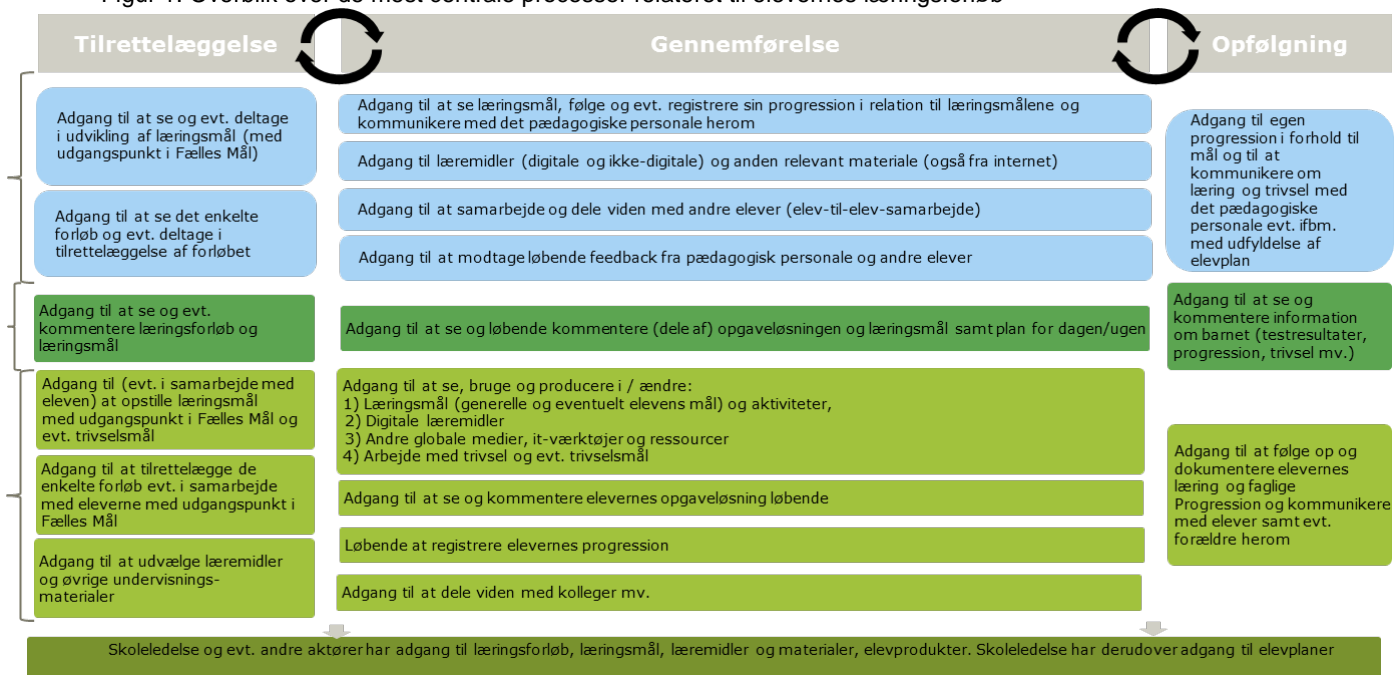 Figur 1: Overblik over de mest centrale processer relateret til elevernes læringsforløb
Tilrettelæggelse
Gennemførelse
Opfølgning
Adgang til at se og evt. deltage
i udvikling af læringsmål (med
udgangspunkt i Fælles Mål)
Adgang til at se det enkelte
forløb og evt. deltage i
tilrettelæggelse af forløbet
Adgang til at se læringsmål, følge og evt. registrere sin progression i relation til læringsmålene og
kommunikere med det pædagogiske personale herom
Adgang til læremidler (digitale og ikke-digitale) og anden relevant materiale (også fra internet)
Adgang til at samarbejde og dele viden med andre elever (elev-til-elev-samarbejde)
Adgang til at modtage løbende feedback fra pædagogisk personale og andre elever
Adgang til egen
progression i forhold til
mål og til at
kommunikere om
læring og trivsel med
det pædagogiske
personale evt. ifbm.
med udfyldelse af
elevplan
Adgang til at se og evt.
kommentere læringsforløb og
læringsmål
Adgang til at se og løbende kommentere (dele af) opgaveløsningen og læringsmål samt plan for dagen/ugen
Adgang til at se og
kommentere information
om barnet (testresultater,
progression, trivsel mv.)
Adgang til (evt. i samarbejde med
eleven) at opstille læringsmål
med udgangspunkt i Fælles Mål og
evt. trivselsmål
Adgang til at tilrettelægge de
enkelte forløb evt. i samarbejde
med eleverne med udgangspunkt i
Fælles Mål
Adgang til at udvælge læremidler
og øvrige undervisnings-
materialer
Adgang til at se, bruge og producere i / ændre:
1) Læringsmål (generelle og eventuelt elevens mål) og aktiviteter,
2) Digitale læremidler
3) Andre globale medier, it-værktøjer og ressourcer
4) Arbejde med trivsel og evt. trivselsmål
Adgang til at se og kommentere elevernes opgaveløsning løbende
Løbende at registrere elevernes progression
Adgang til at dele viden med kolleger mv.
Adgang til at følge op og
dokumentere elevernes
læring og faglige
Progression og kommunikere
med elever samt evt.
forældre herom
Skoleledelse og evt. andre aktører har adgang til læringsforløb, læringsmål, læremidler og materialer, elevprodukter. Skoleledelse har derudover adgang til elevplaner